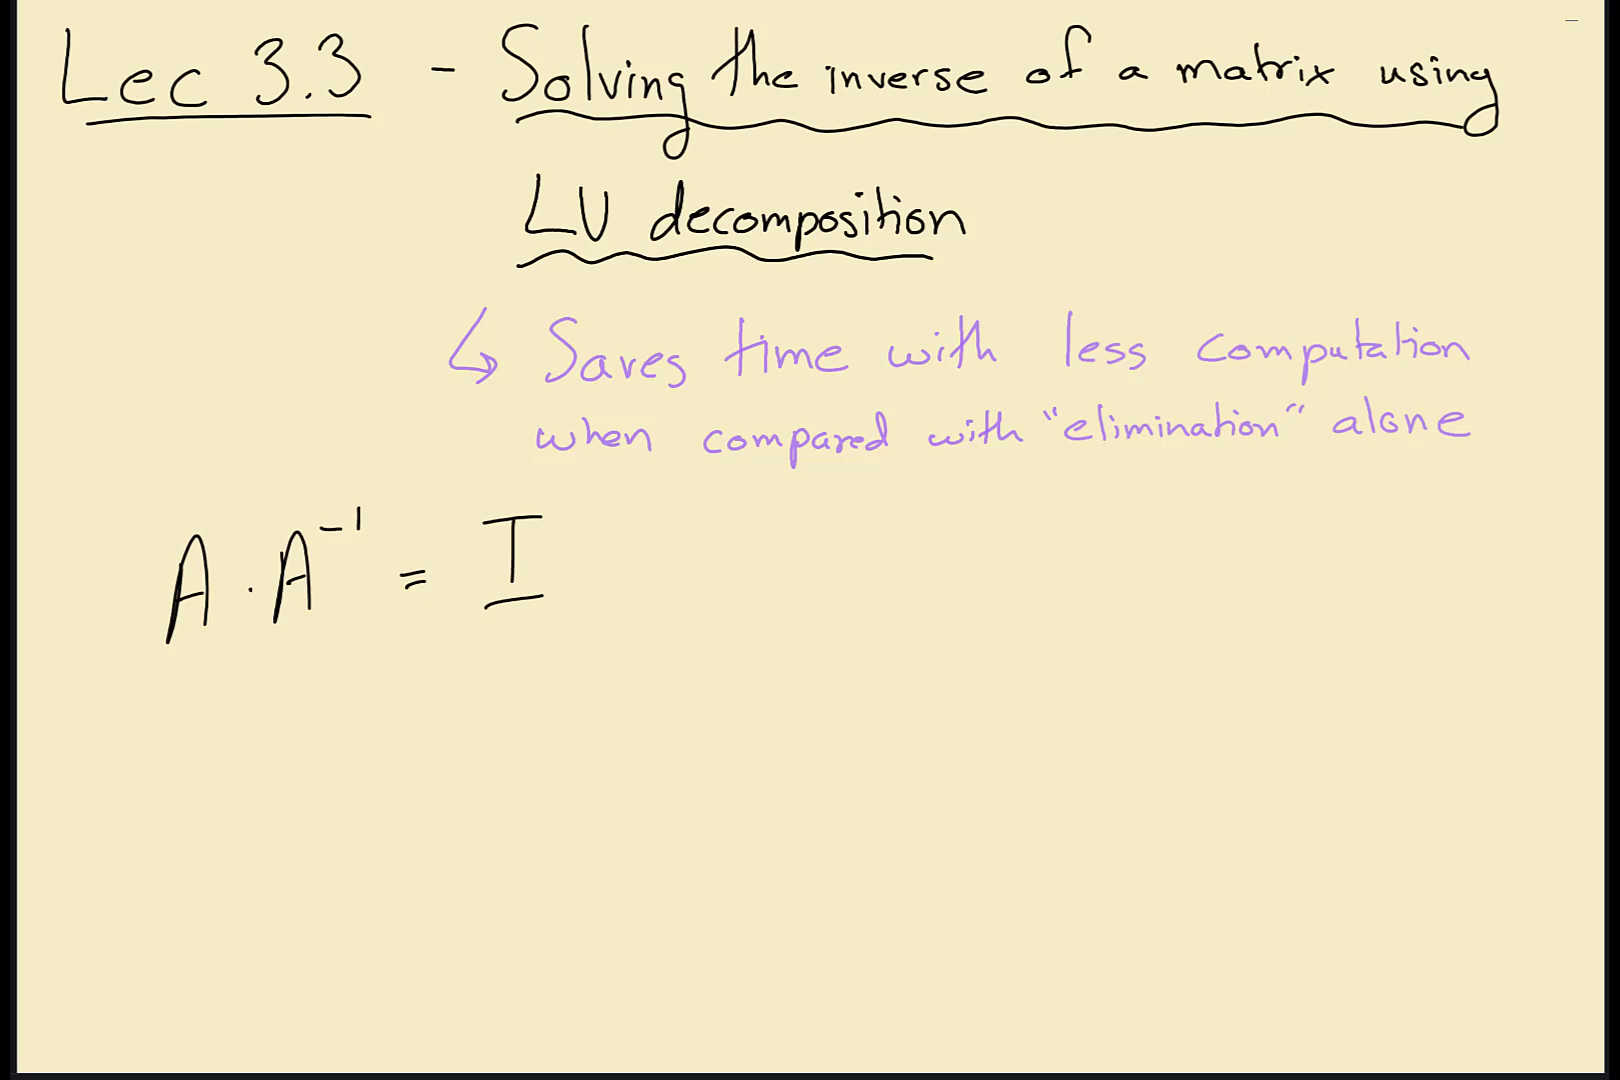 Lec 3.3 - Solving the inverse of a matrix using
LU decomposition
↳ Saves time with less computation
when compared with "elimination" alone
A · A⁻¹ = I